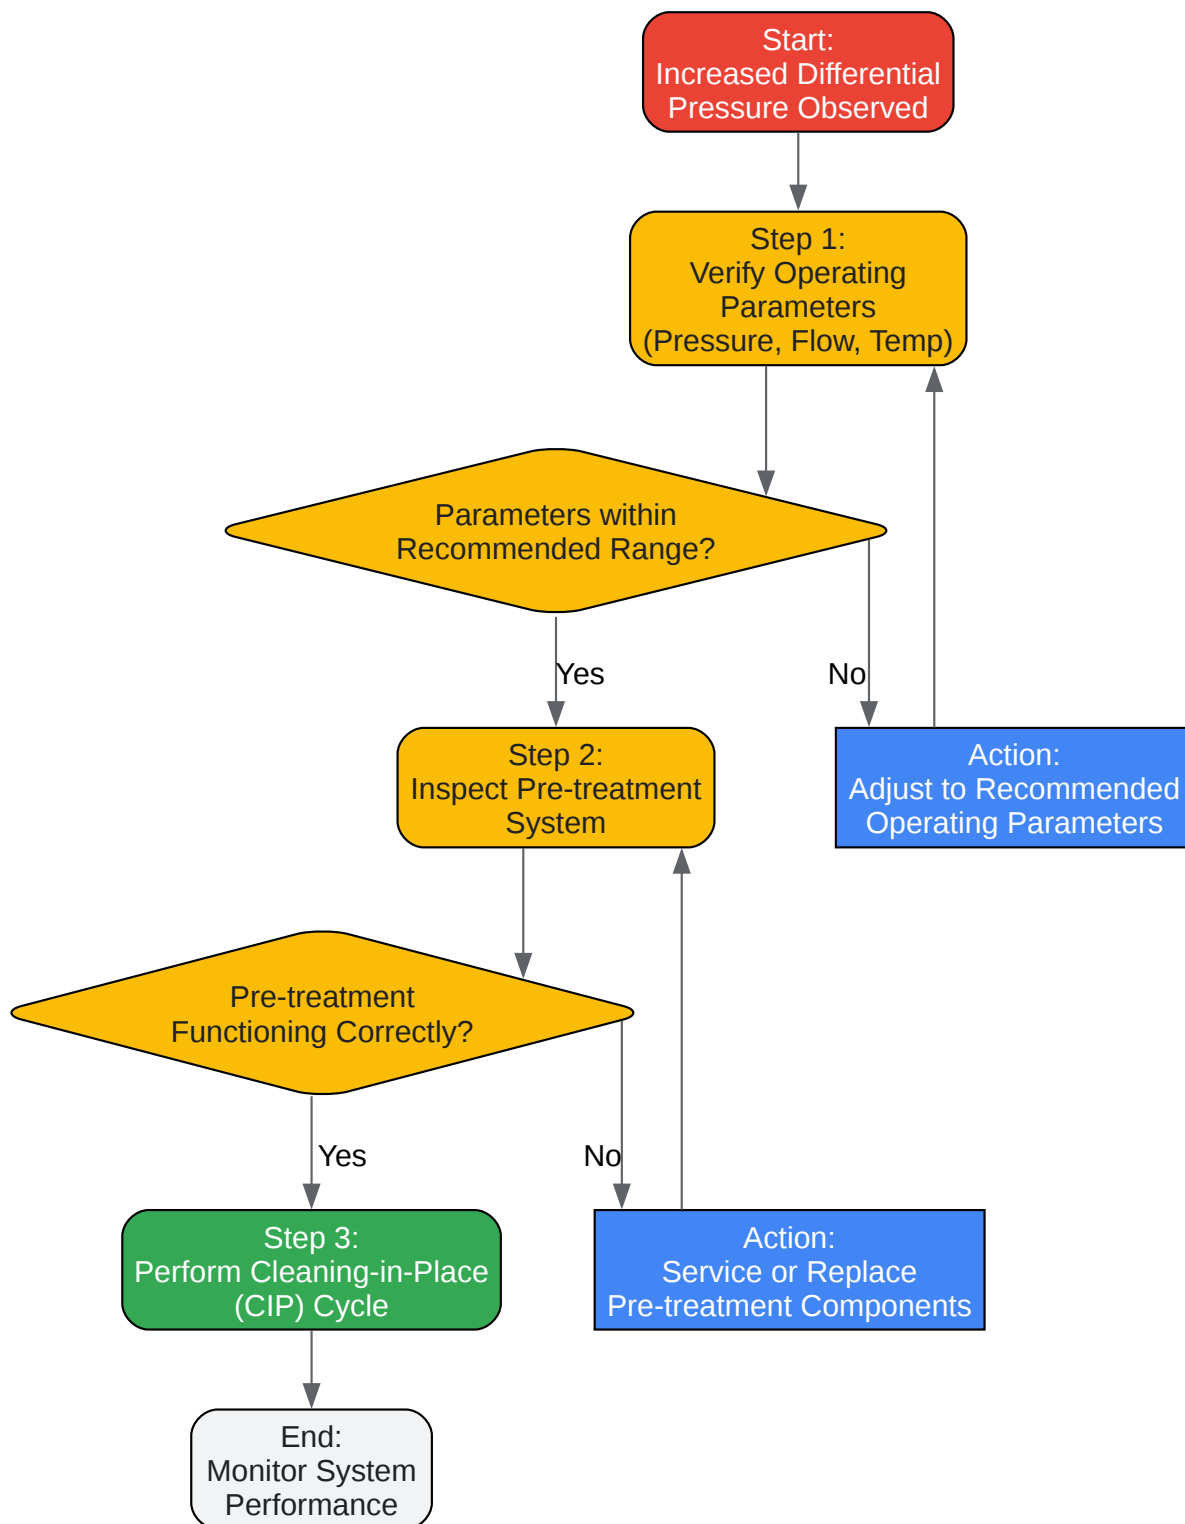 Start:
Increased Differential
Pressure Observed
Step 1:
Verify Operating
Parameters
(Pressure, Flow, Temp)
Parameters within
Recommended Range?
Yes
No
Step 2:
Inspect Pre-treatment
System
Action:
Adjust to Recommended
Operating Parameters
Pre-treatment
Functioning Correctly?
Yes
No
Step 3:
Perform Cleaning-in-Place
(CIP) Cycle
Action:
Service or Replace
Pre-treatment Components
End:
Monitor System
Performance